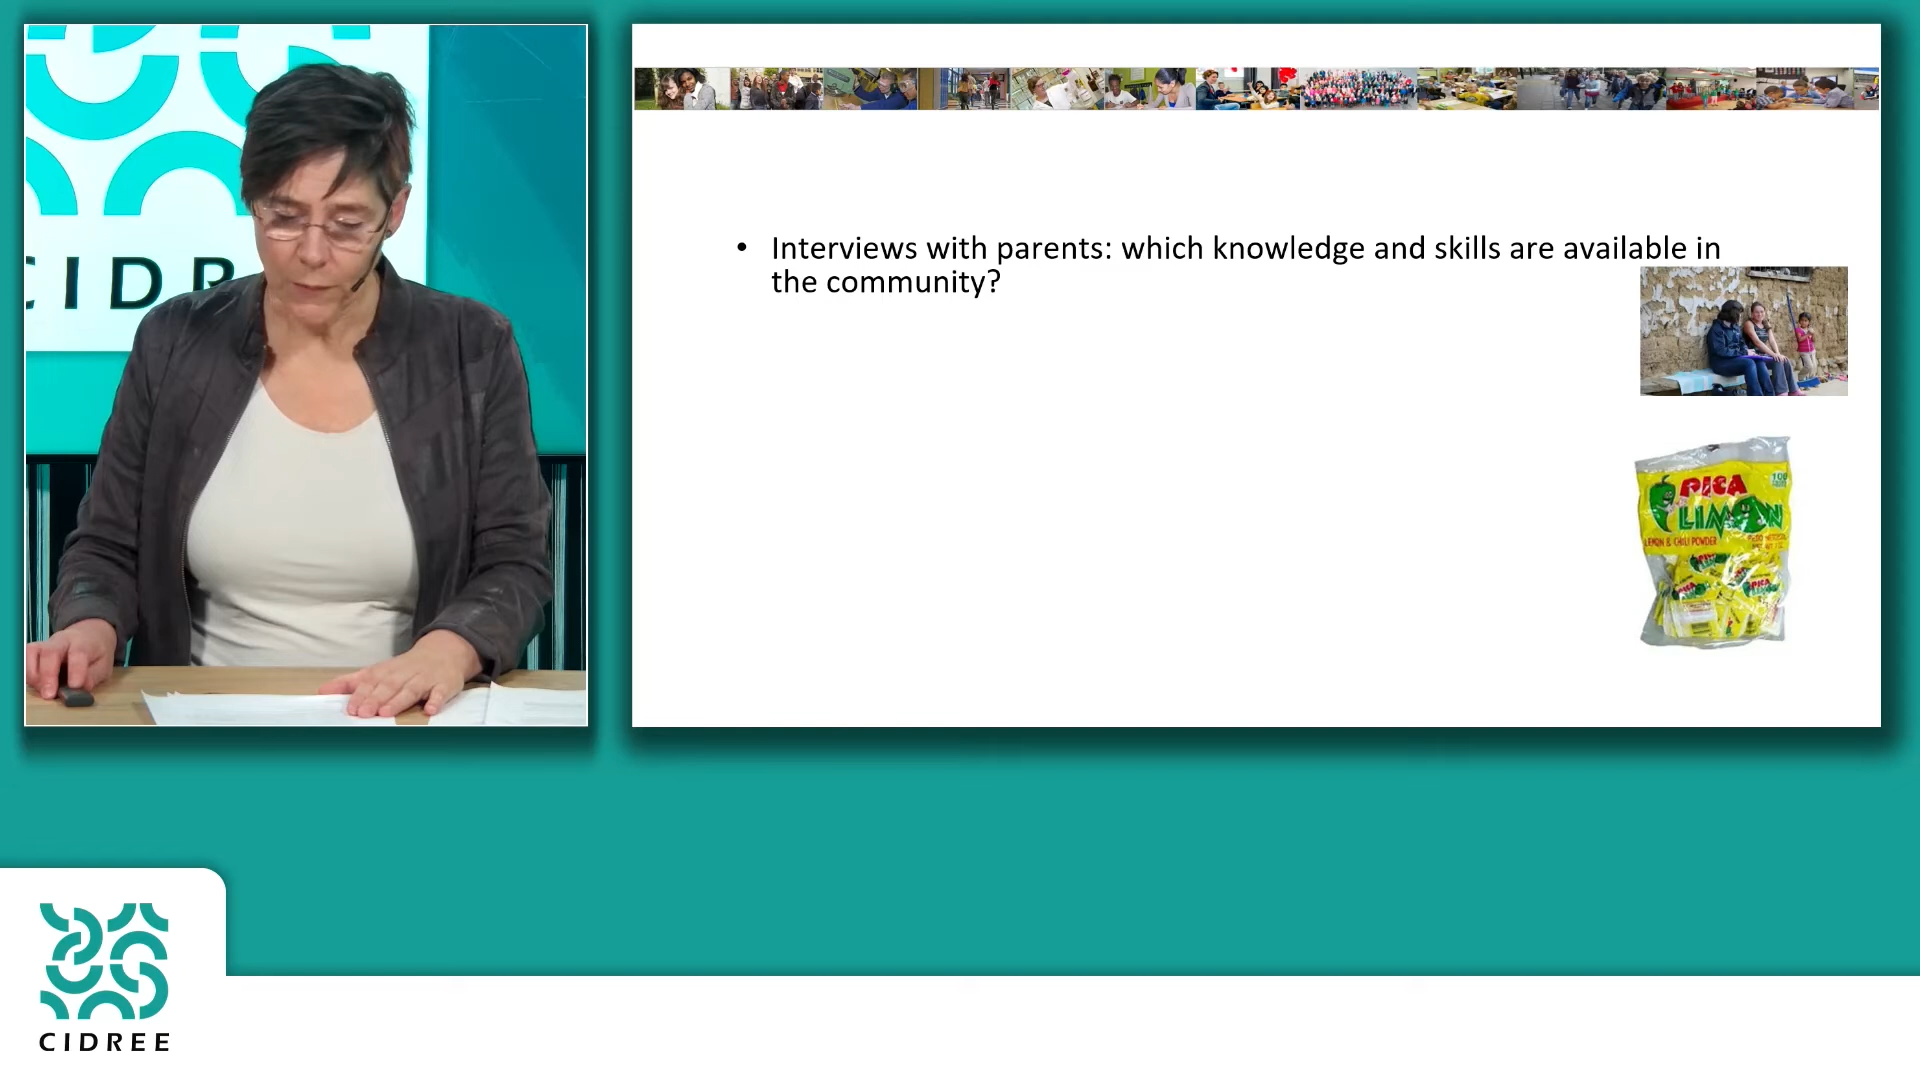 CIDR
• Interviews with parents: which knowledge and skills are available in
the community?
PICA
LIMON
LEMON & CHILI POWDER
100
CIDREE